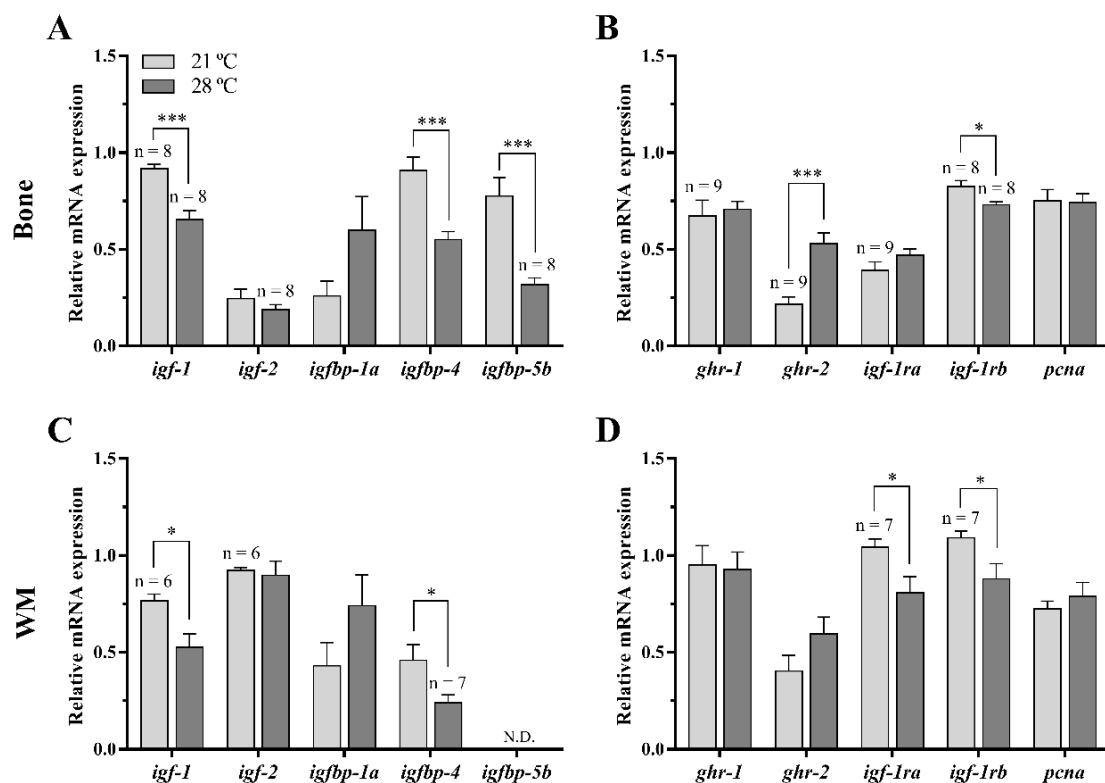 A
21 ºC
28 ºC
Bone
Relative mRNA expression
1.5
1.0
0.5
0.0
***
n = 8
n = 8
n = 8
***
***
n = 8
igf-1
igf-2
igfbp-1a
igfbp-4
igfbp-5b
B
Relative mRNA expression
1.5
1.0
0.5
0.0
n = 9
***
n = 9
n = 9
*
n = 8
n = 8
ghr-1
ghr-2
igf-1ra
igf-1rb
pcna
C
WM
Relative mRNA expression
1.5
1.0
0.5
0.0
*
n = 6
n = 6
*
n = 7
N.D.
igf-1
igf-2
igfbp-1a
igfbp-4
igfbp-5b
D
Relative mRNA expression
1.5
1.0
0.5
0.0
*
n = 7
*
n = 7
ghr-1
ghr-2
igf-1ra
igf-1rb
pcna